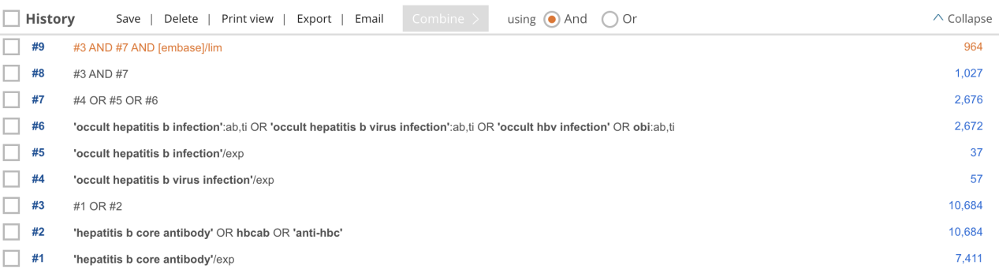 History Save | Delete | Print view | Export | Email Combine > using And Or Collapse
#9 #3 AND #7 AND [embase]/lim 964
#8 #3 AND #7 1,027
#7 #4 OR #5 OR #6 2,676
#6 'occult hepatitis b infection':ab,ti OR 'occult hepatitis b virus infection':ab,ti OR 'occult hbv infection' OR obi:ab,ti 2,672
#5 'occult hepatitis b infection'/exp 37
#4 'occult hepatitis b virus infection'/exp 57
#3 #1 OR #2 10,684
#2 'hepatitis b core antibody' OR hbcab OR 'anti-hbc' 10,684
#1 'hepatitis b core antibody'/exp 7,411